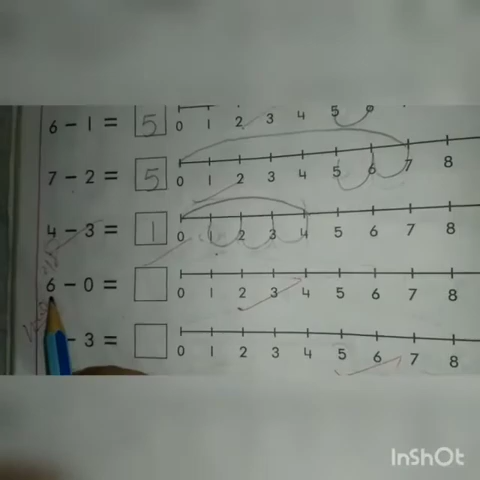 6 − 1 = 5 0 1 2 3 4 5 6
7 − 2 = 5 0 1 2 3 4 5 6 7 8
4 − 3 = 1 0 1 2 3 4 5 6 7 8
6 − 0 = 0 1 2 3 4 5 6 7 8
− 3 = 0 1 2 3 4 5 6 7 8
InShOt